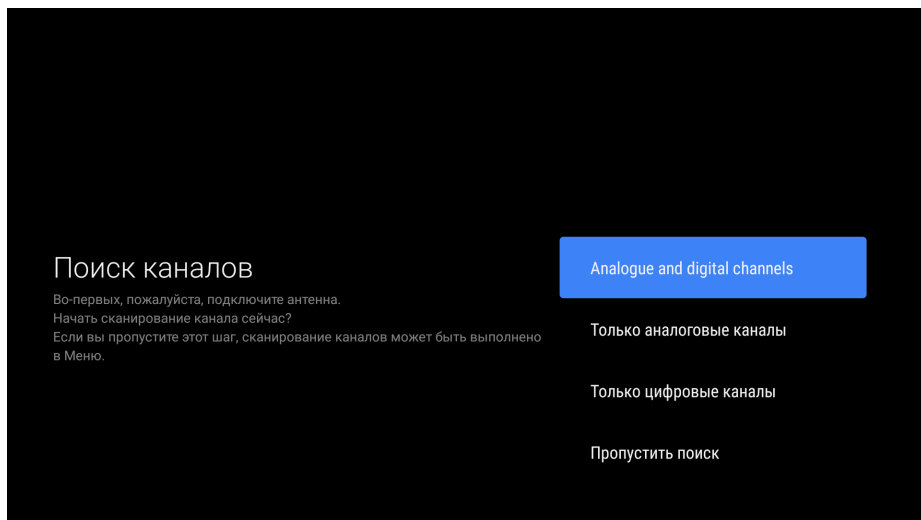 Поиск каналов
Во-первых, пожалуйста, подключите антенна.
Начать сканирование канала сейчас?
Если вы пропустите этот шаг, сканирование каналов может быть выполнено
в Меню.
Analogue and digital channels
Только аналоговые каналы
Только цифровые каналы
Пропустить поиск